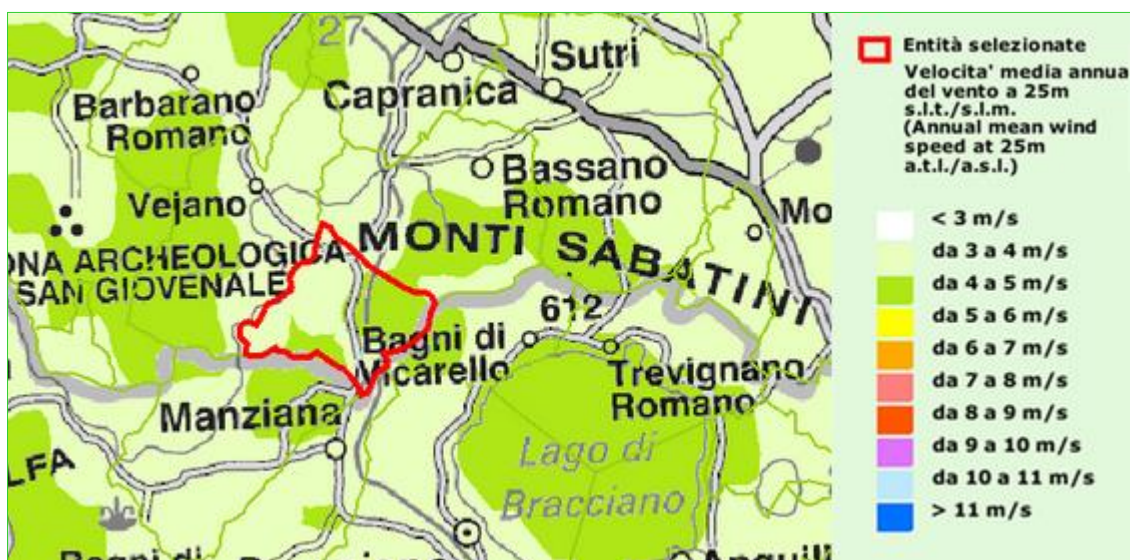 27
Sutri
Capranica
Barbarano
Romano
Bassano
Romano
Vejano
Mo
MONTI SABATINI
ONA ARCHEOLOGICA
SAN GIOVENALE
612
Bagni di
Vicarello
Trevignano
Romano
Manziana
LFA
Lago di
Bracciano
Bagni di
Anguill
Entità selezionate
Velocita' media annua
del vento a 25m
s.l.t./s.l.m.
(Annual mean wind
speed at 25m
a.t.l./a.s.l.)
< 3 m/s
da 3 a 4 m/s
da 4 a 5 m/s
da 5 a 6 m/s
da 6 a 7 m/s
da 7 a 8 m/s
da 8 a 9 m/s
da 9 a 10 m/s
da 10 a 11 m/s
> 11 m/s